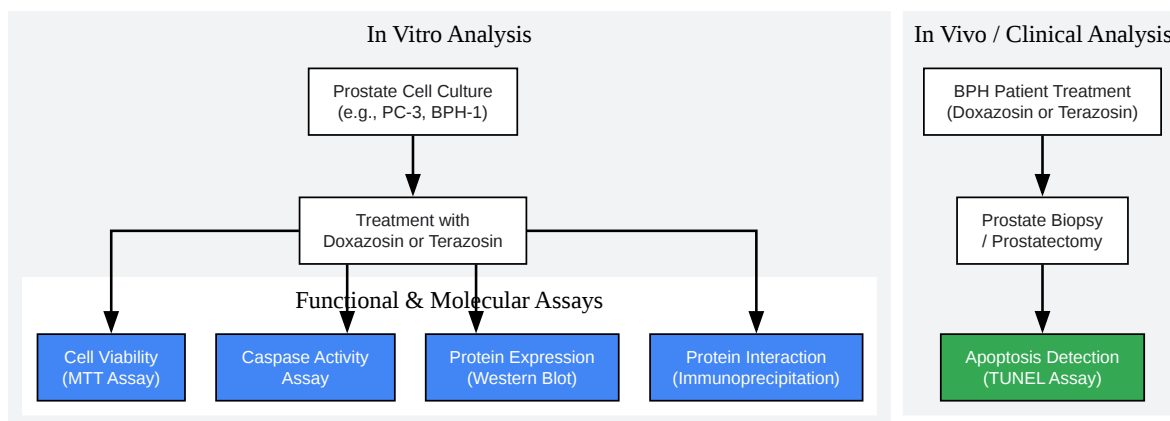 In Vitro Analysis
Prostate Cell Culture
(e.g., PC-3, BPH-1)
Treatment with
Doxazosin or Terazosin
Functional & Molecular Assays
Cell Viability
(MTT Assay)
Caspase Activity
Assay
Protein Expression
(Western Blot)
Protein Interaction
(Immunoprecipitation)
In Vivo / Clinical Analysis
BPH Patient Treatment
(Doxazosin or Terazosin)
Prostate Biopsy
/ Prostatectomy
Apoptosis Detection
(TUNEL Assay)